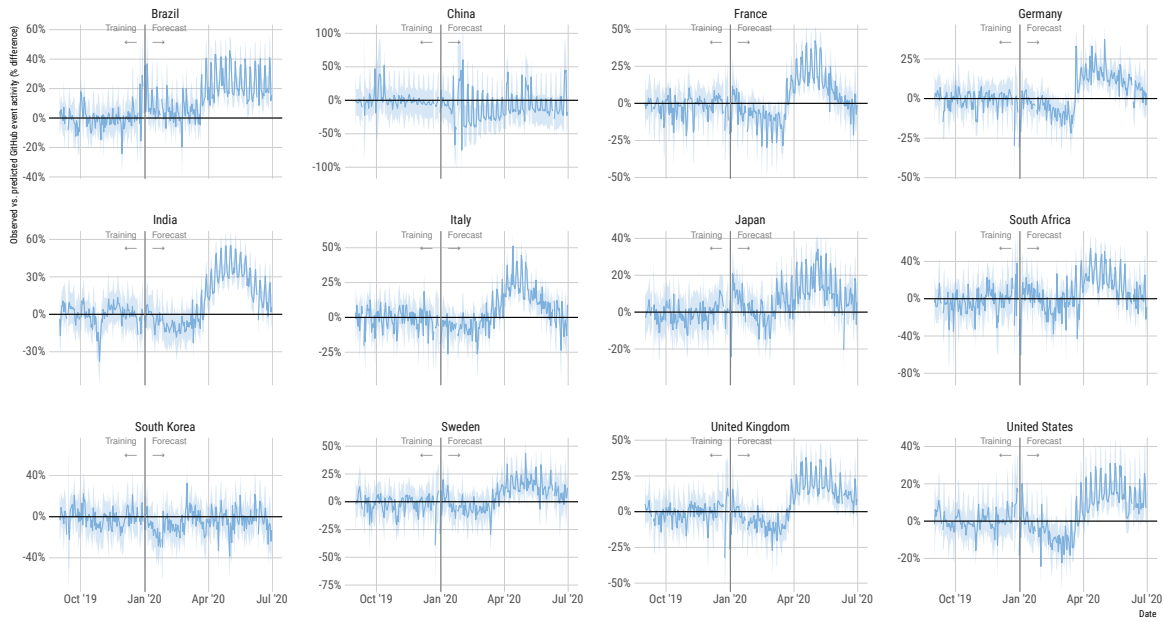 Observed vs. predicted GitHub event activity (% difference)
Brazil
Training Forecast
← →
60%
40%
20%
0%
-20%
-40%
China
Training Forecast
← →
100%
50%
0%
-50%
-100%
France
Training Forecast
← →
50%
25%
0%
-25%
-50%
Germany
Training Forecast
← →
25%
0%
-25%
-50%
India
Training Forecast
← →
60%
30%
0%
-30%
Italy
Training Forecast
← →
50%
25%
0%
-25%
Japan
Training Forecast
← →
40%
20%
0%
-20%
South Africa
Training Forecast
← →
40%
0%
-40%
-80%
South Korea
Training Forecast
← →
40%
0%
-40%
Oct '19 Jan '20 Apr '20 Jul '20
Sweden
Training Forecast
← →
50%
25%
0%
-25%
-50%
-75%
Oct '19 Jan '20 Apr '20 Jul '20
United Kingdom
Training Forecast
← →
50%
25%
0%
-25%
-50%
Oct '19 Jan '20 Apr '20 Jul '20
United States
Training Forecast
← →
40%
20%
0%
-20%
Oct '19 Jan '20 Apr '20 Jul '20
Date